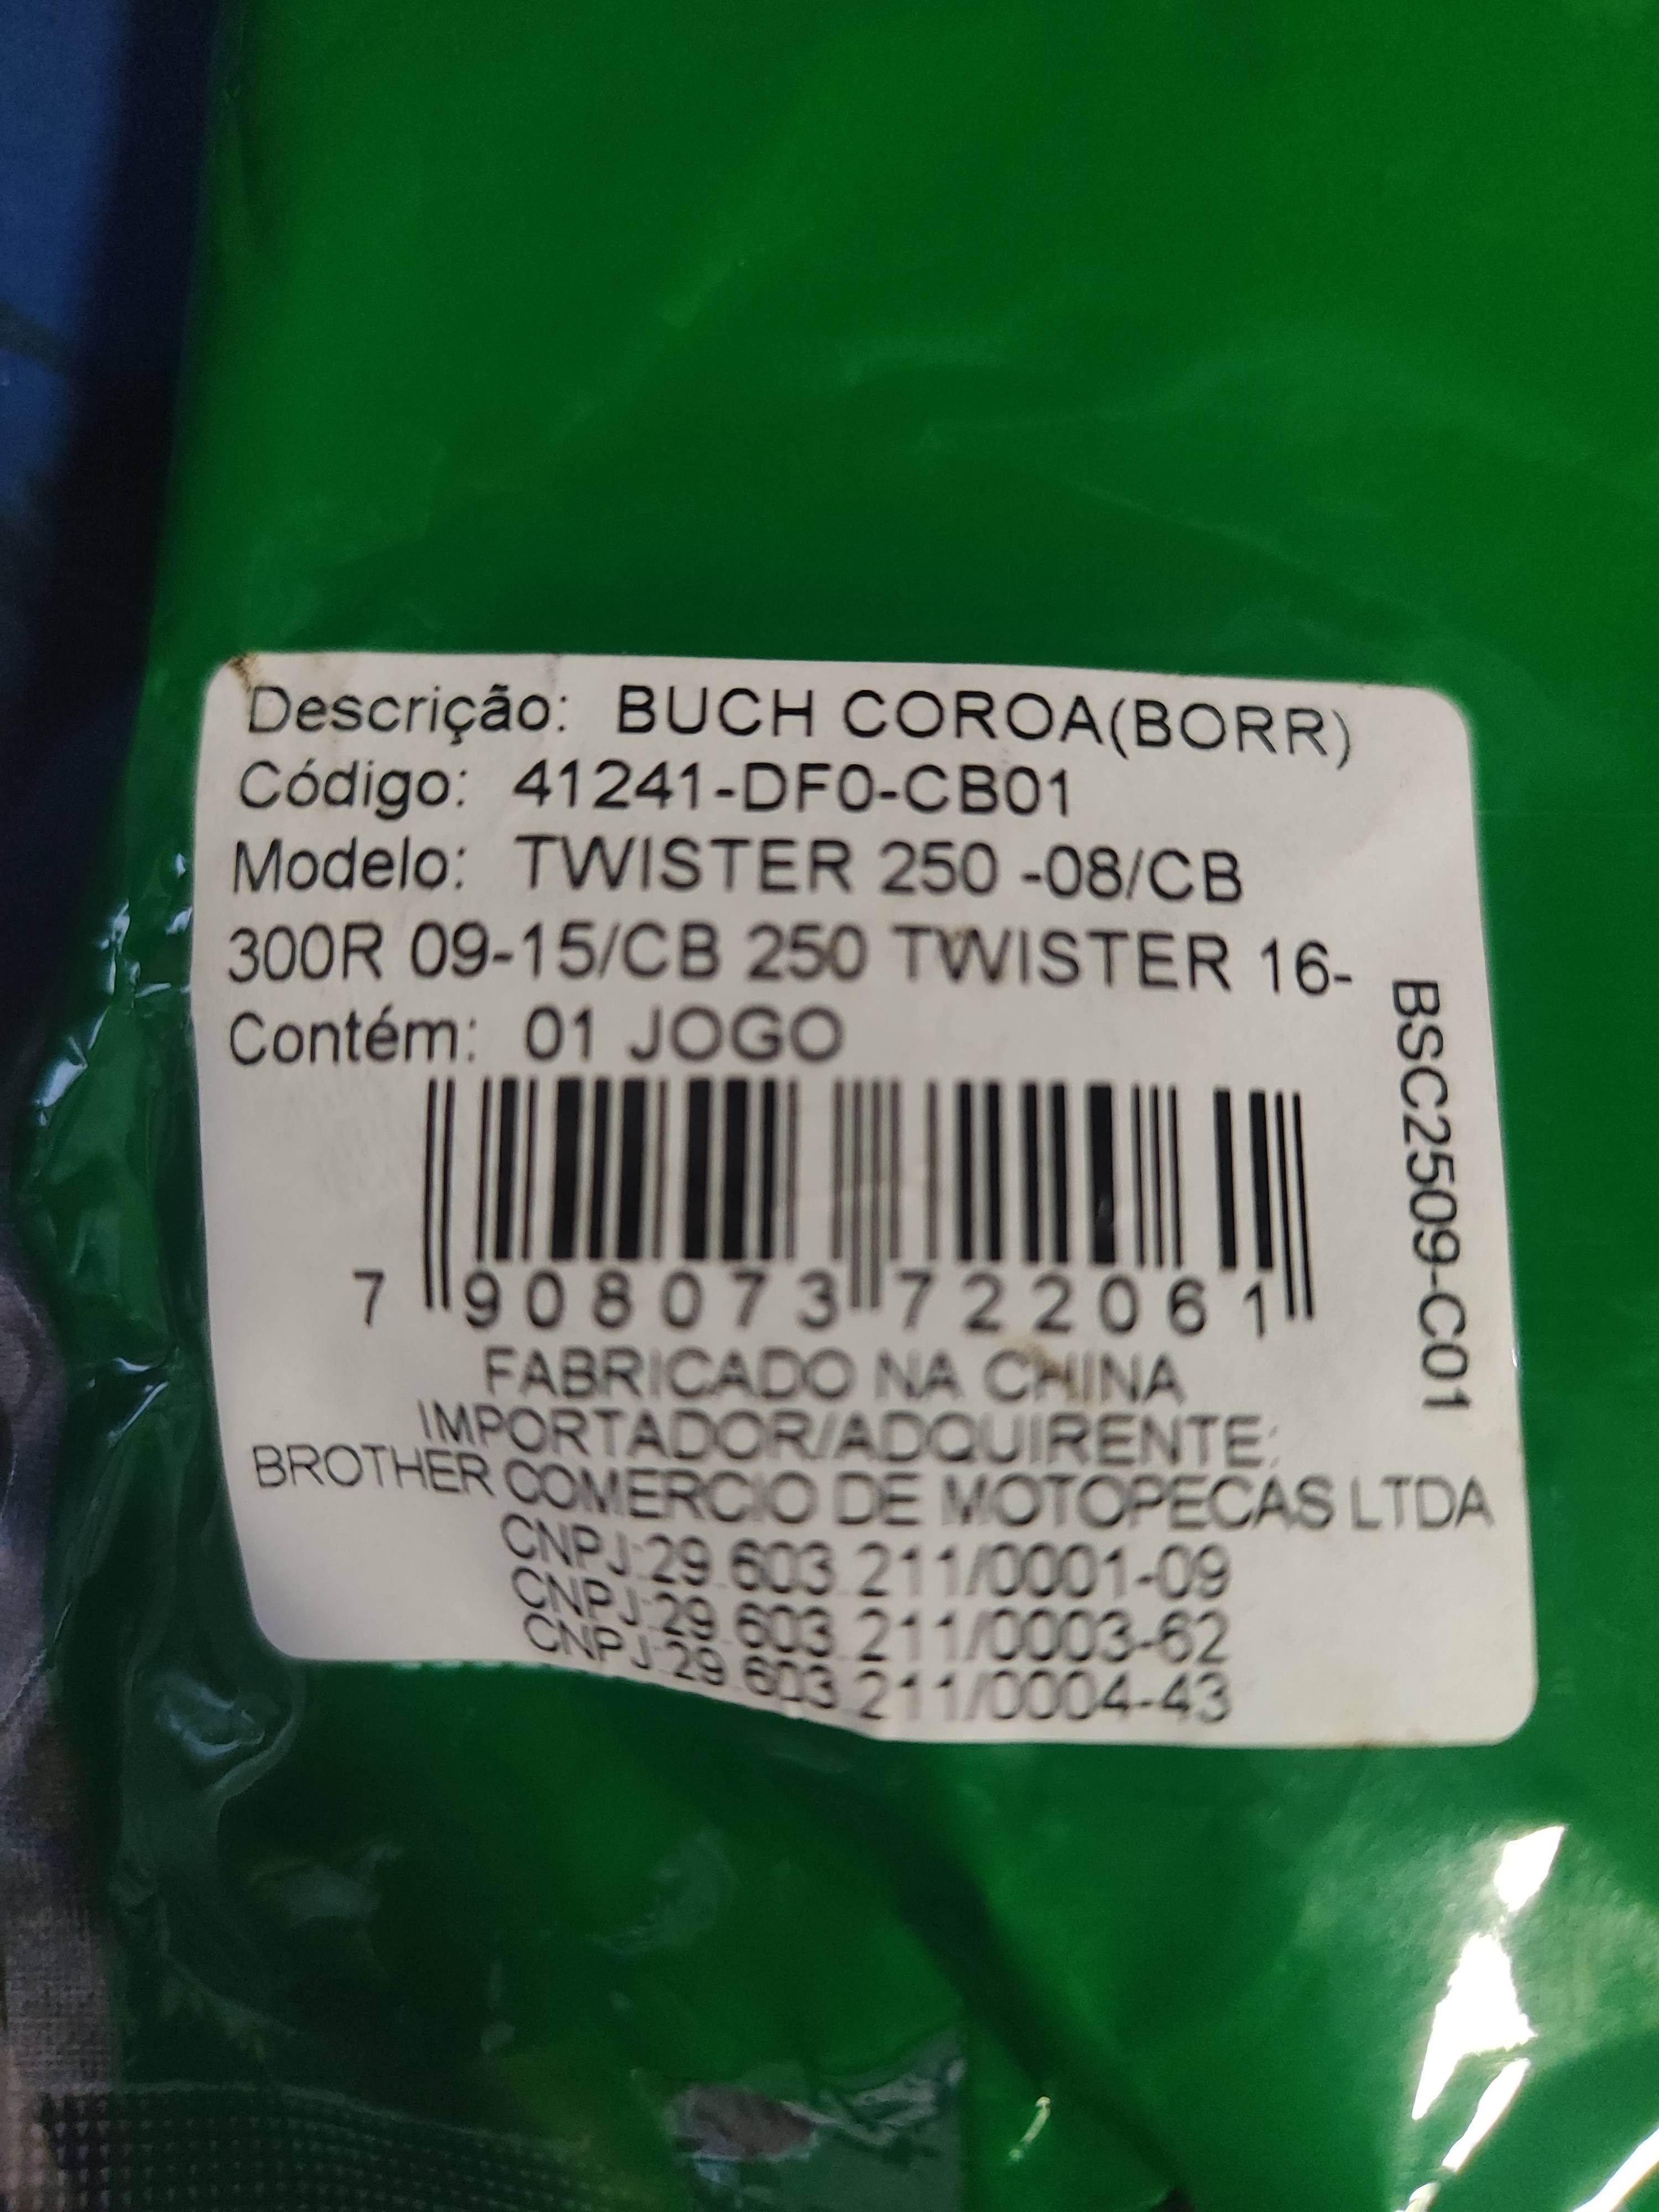 Descrição: BUCH COROA(BORR)
Código: 41241-DF0-CB01
Modelo: TWISTER 250 -08/CB
300R 09-15/CB 250 TWISTER 16-
Contém: 01 JOGO
BSC2509-C01
7 908073 722061
FABRICADO NA CHINA
IMPORTADOR/ADQUIRENTE:
BROTHER COMERCIO DE MOTOPECAS LTDA
CNPJ:29.603.211/0001-09
CNPJ:29.603.211/0003-62
CNPJ:29.603.211/0004-43